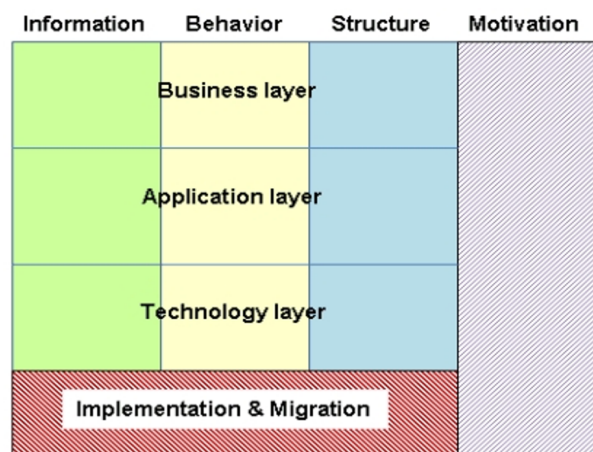 Information Behavior Structure Motivation
Business layer
Application layer
Technology layer
Implementation & Migration